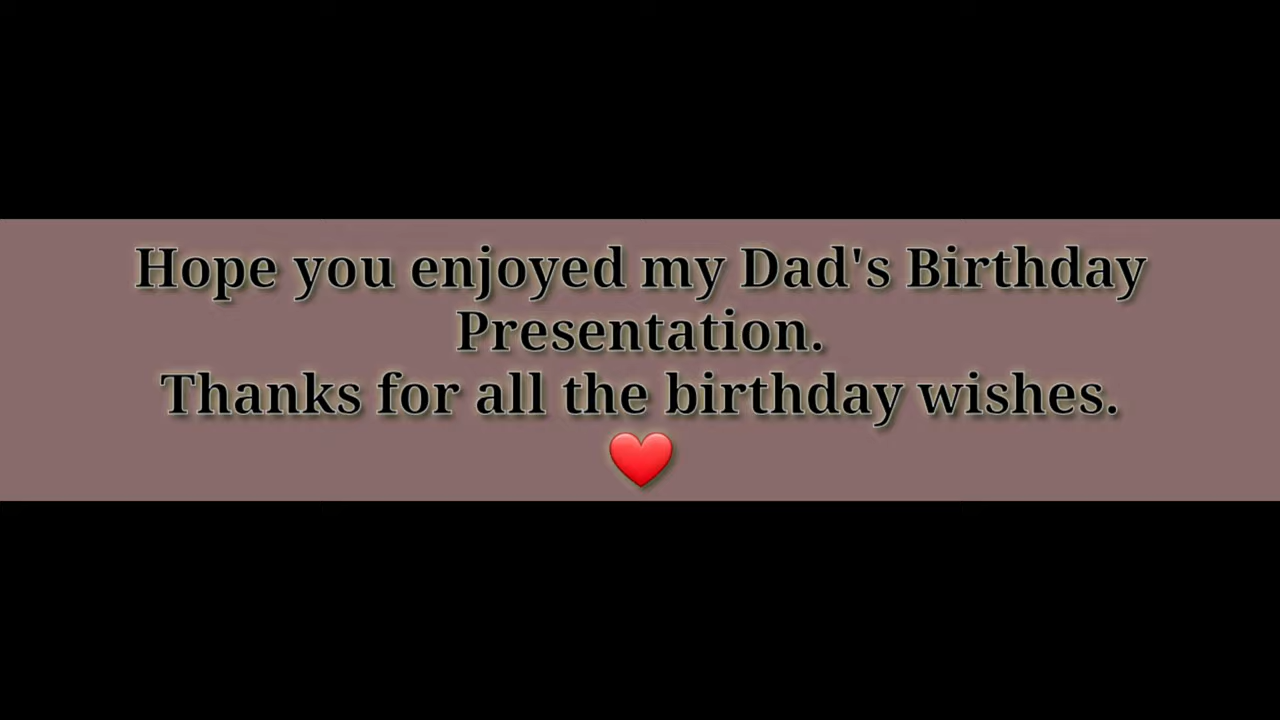 Hope you enjoyed my Dad's Birthday
Presentation.
Thanks for all the birthday wishes.
❤️